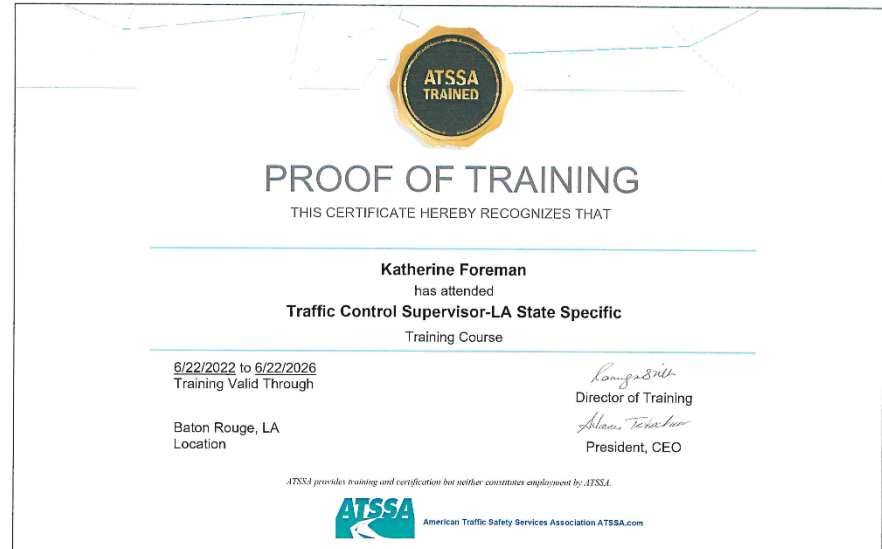 ATSSA
TRAINED
PROOF OF TRAINING
THIS CERTIFICATE HEREBY RECOGNIZES THAT
Katherine Foreman
has attended
Traffic Control Supervisor-LA State Specific
Training Course
6/22/2022 to 6/22/2026
Training Valid Through
Director of Training
Baton Rouge, LA
Location
President, CEO
ATSSA provides training and certification but neither constitutes employment by ATSSA.
ATSSA
American Traffic Safety Services Association ATSSA.com